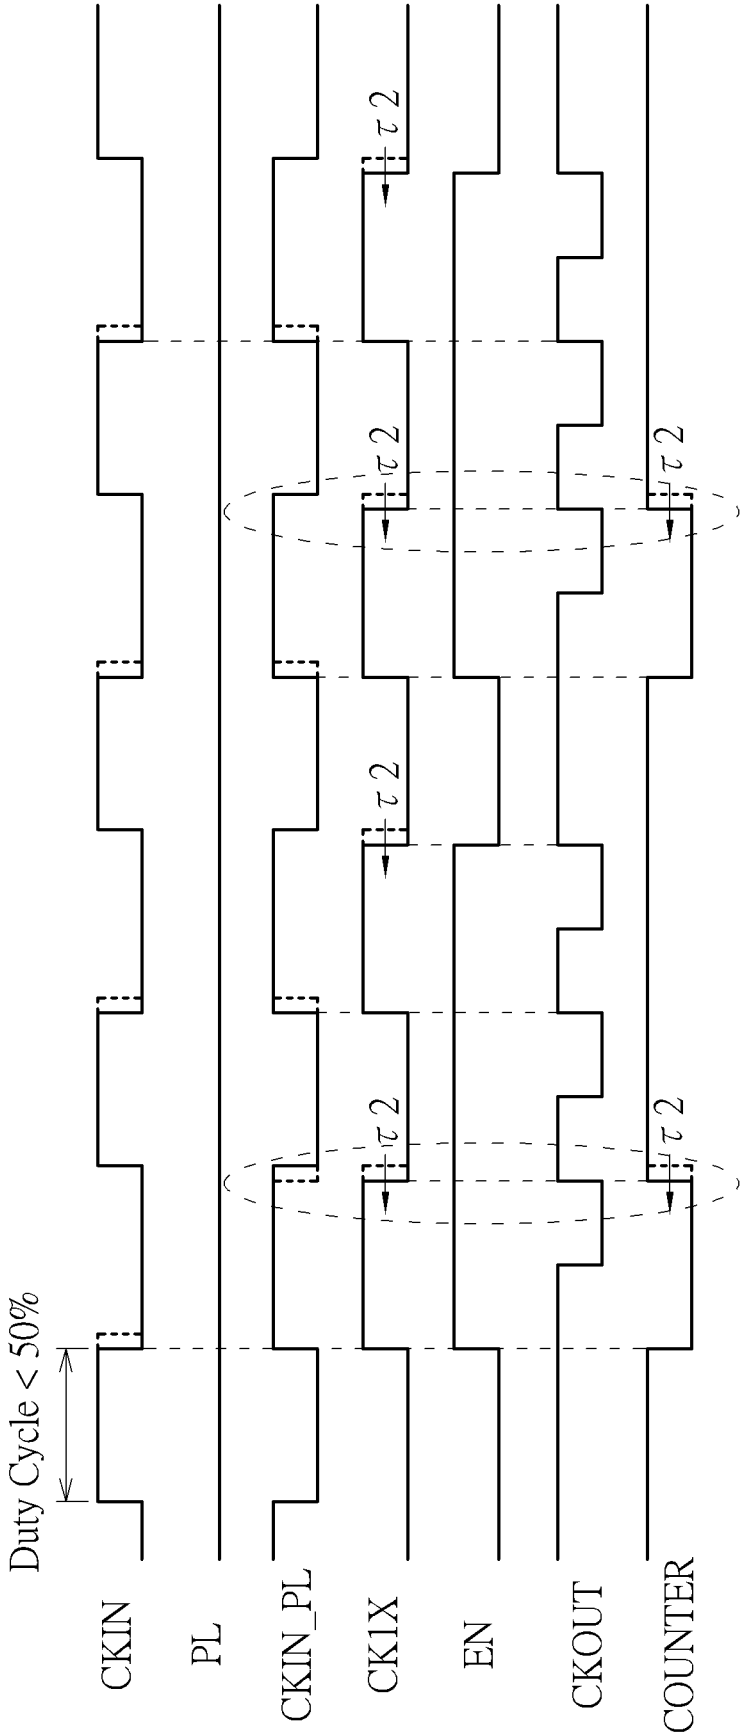 Duty Cycle < 50%
CKIN
PL
CKIN_PL
CK1X
τ 2
τ 2
τ 2
τ 2
EN
CKOUT
COUNTER
τ 2
τ 2